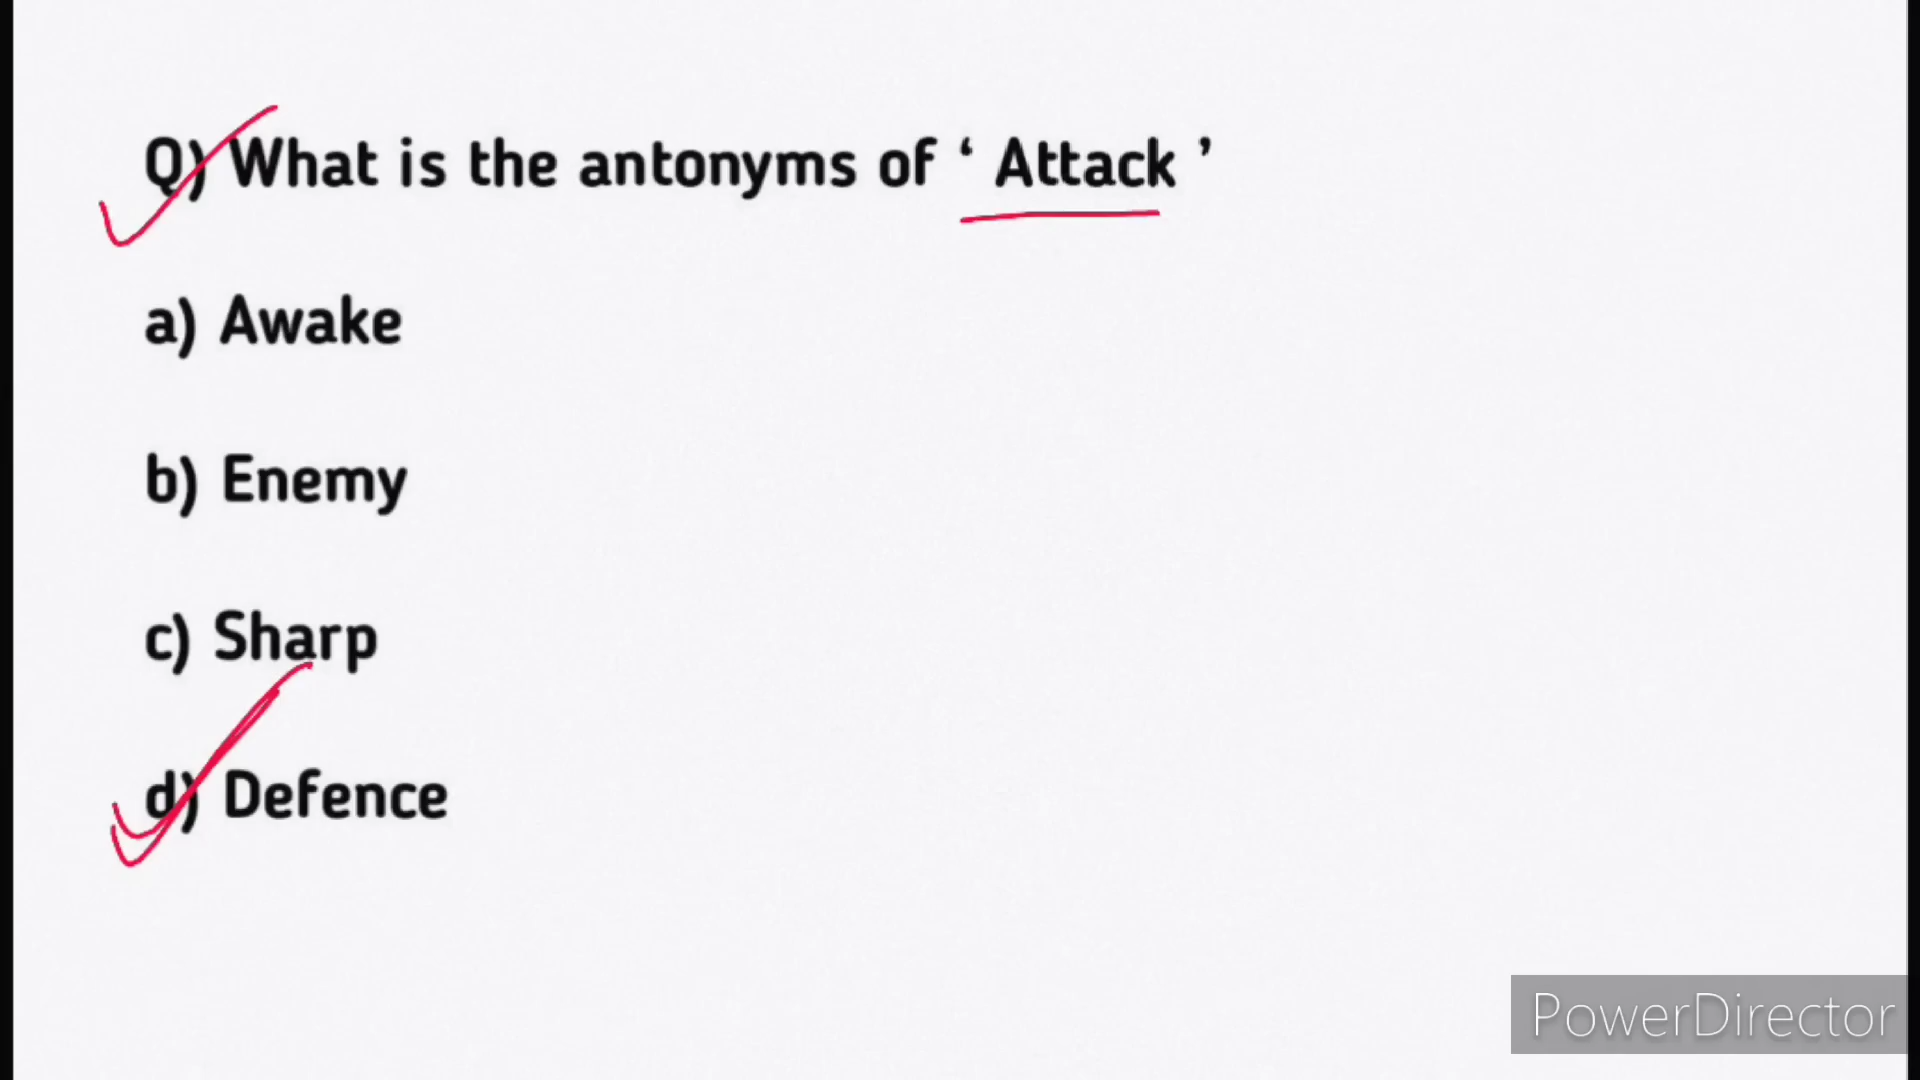 Q) What is the antonyms of ‘ Attack ’
a) Awake
b) Enemy
c) Sharp
d) Defence
PowerDirector